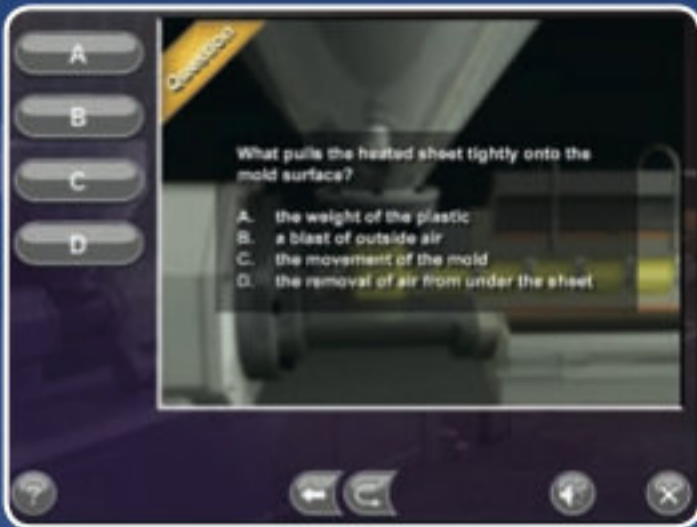 A
B
C
D
Question
What pulls the heated sheet tightly onto the
mold surface?
A. the weight of the plastic
B. a blast of outside air
C. the movement of the mold
D. the removal of air from under the sheet
?